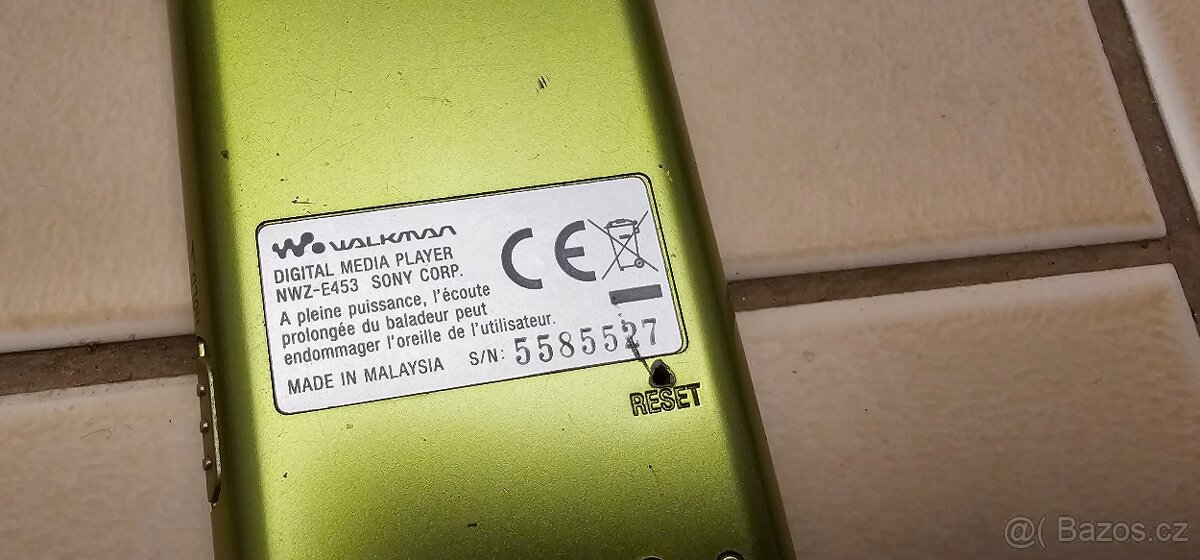 WALKMAN
DIGITAL MEDIA PLAYER
NWZ-E453 SONY CORP.
A pleine puissance, l'écoute
prolongée du baladeur peut
endommager l'oreille de l'utilisateur.
MADE IN MALAYSIA S/N: 5585527
CE
RESET
@( Bazos.cz